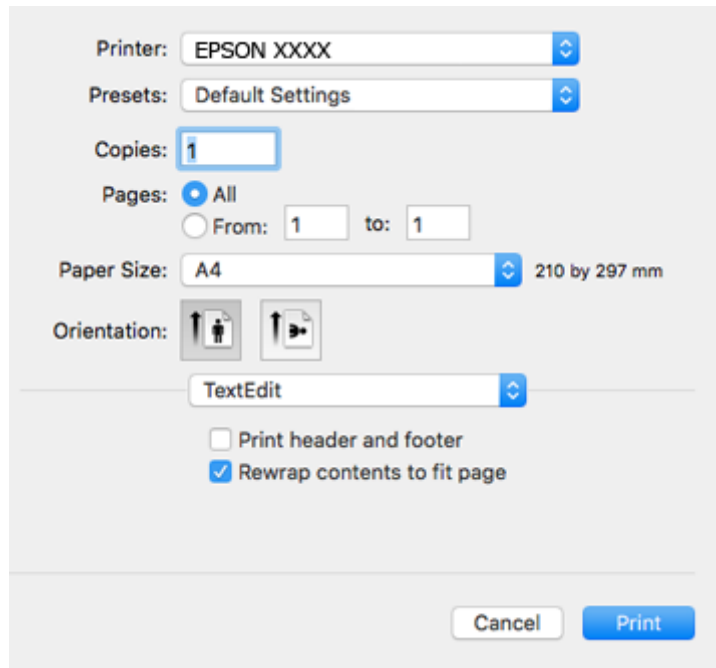 Printer: EPSON XXXX
Presets: Default Settings
Copies: 1
Pages: All
From: 1 to: 1
Paper Size: A4 210 by 297 mm
Orientation:
TextEdit
Print header and footer
Rewrap contents to fit page
Cancel Print